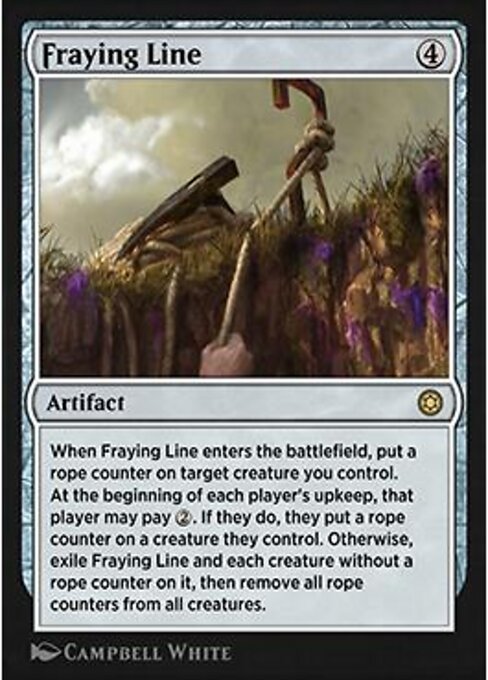 Fraying Line 4
Artifact
When Fraying Line enters the battlefield, put a
rope counter on target creature you control.
At the beginning of each player's upkeep, that
player may pay 2. If they do, they put a rope
counter on a creature they control. Otherwise,
exile Fraying Line and each creature without a
rope counter on it, then remove all rope
counters from all creatures.
Campbell White